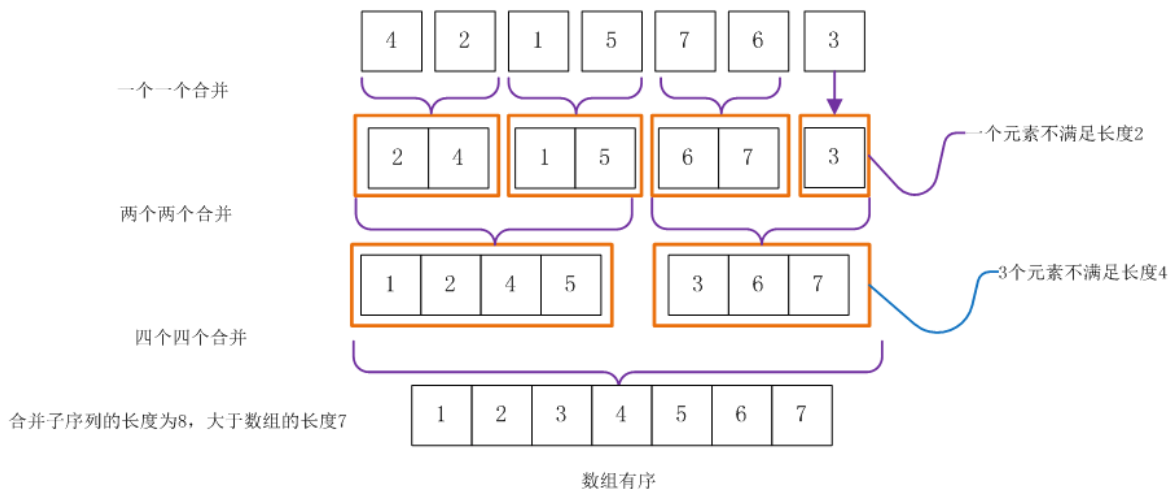 4 2 1 5 7 6 3
一个一个合并
2 4 1 5 6 7 3
一个元素不满足长度2
两个两个合并
1 2 4 5 3 6 7
3个元素不满足长度4
四个四个合并
合并子序列的长度为8，大于数组的长度7
1 2 3 4 5 6 7
数组有序